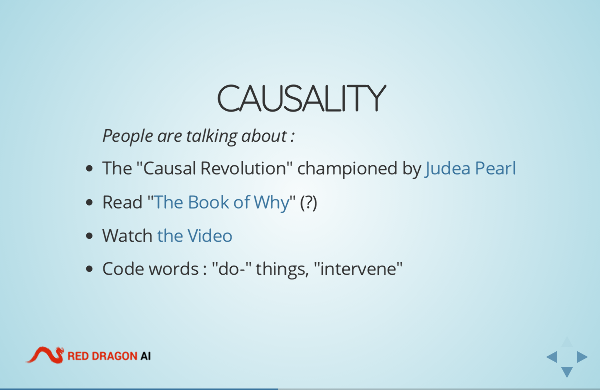 CAUSALITY
People are talking about :
The "Causal Revolution" championed by Judea Pearl
Read "The Book of Why" (?)
Watch the Video
Code words : "do-" things, "intervene"
RED DRAGON AI